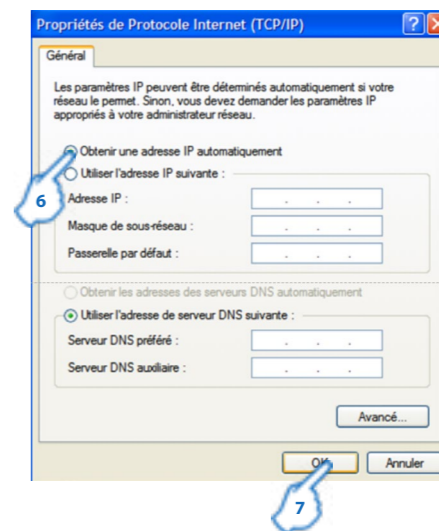 Propriétés de Protocole Internet (TCP/IP)
Général
Les paramètres IP peuvent être déterminés automatiquement si votre
réseau le permet. Sinon, vous devez demander les paramètres IP
appropriés à votre administrateur réseau.
Obtenir une adresse IP automatiquement
Utiliser l'adresse IP suivante :
6
Adresse IP :
Masque de sous-réseau :
Passerelle par défaut :
Obtenir les adresses des serveurs DNS automatiquement
Utiliser l'adresse de serveur DNS suivante :
Serveur DNS préféré :
Serveur DNS auxiliaire :
Avancé...
OK
Annuler
7